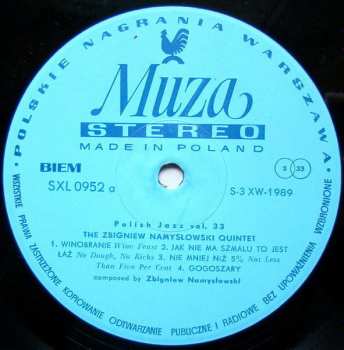 POLSKIE NAGRANIA WARSZAWA
Muza
STEREO
MADE IN POLAND
BIEM
SXL 0952 a
S 33
S-3 XW-1989
Polish Jazz vol. 33
THE ZBIGNIEW NAMYSŁOWSKI QUINTET
1. WINOBRANIE Wine Feast 2. JAK NIE MA SZMALU TO JEST
ŁAŹ No Dough, No Kicks 3. NIE MNIEJ NIŻ 5% Not Less
Than Five Per Cent 4. GOGOSZARY
composed by Zbigniew Namysłowski
• WSZYSTKIE PRAWA ZASTRZEŻONE KOPIOWANIE ODTWARZANIE PUBLICZNE I RADIOWE BEZ UPOWAŻNIENIA WZBRONIONE •